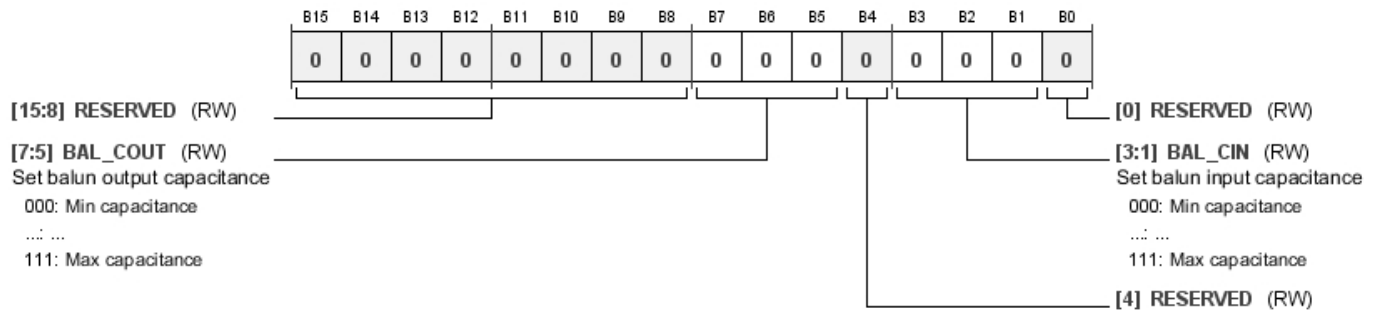 B15 B14 B13 B12 B11 B10 B9 B8 B7 B6 B5 B4 B3 B2 B1 B0
0 0 0 0 0 0 0 0 0 0 0 0 0 0 0 0
[15:8] RESERVED (RW)
[7:5] BAL_COUT (RW)
Set balun output capacitance
000: Min capacitance
...: ...
111: Max capacitance
[0] RESERVED (RW)
[3:1] BAL_CIN (RW)
Set balun input capacitance
000: Min capacitance
...: ...
111: Max capacitance
[4] RESERVED (RW)